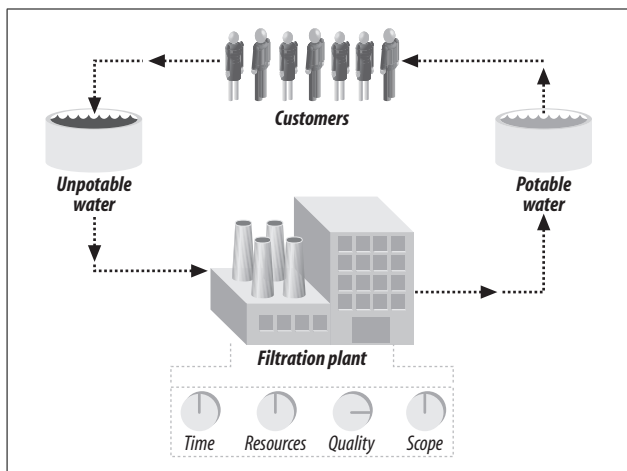 Customers
Unpotable
water
Potable
water
Filtration plant
Time Resources Quality Scope